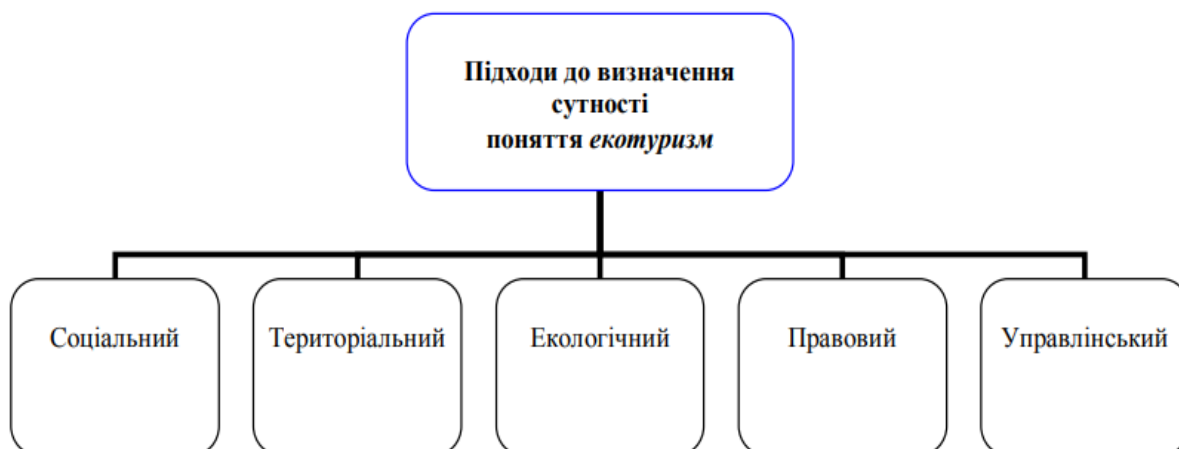 Підходи до визначення
сутності
поняття екотуризм
Соціальний
Територіальний
Екологічний
Правовий
Управлінський